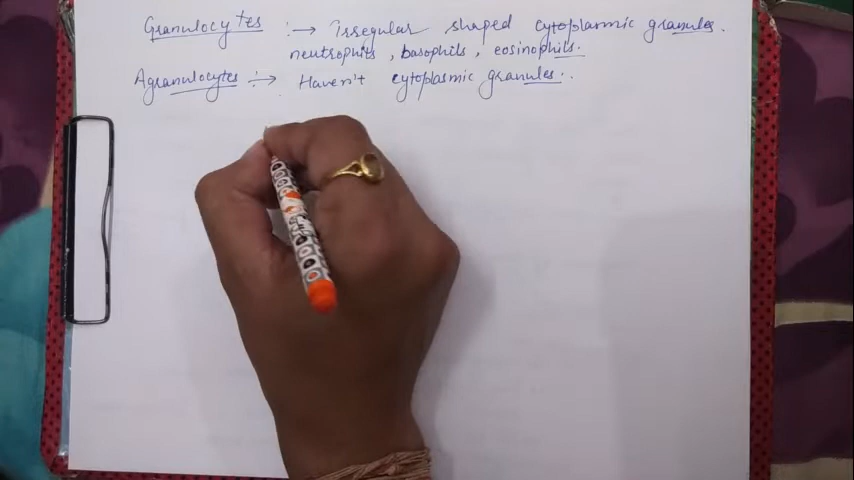 Granulocytes :→ Irregular shaped cytoplasmic granules.
neutrophils, basophils, eosinophils.
Agranulocytes :→ Haven't cytoplasmic granules.